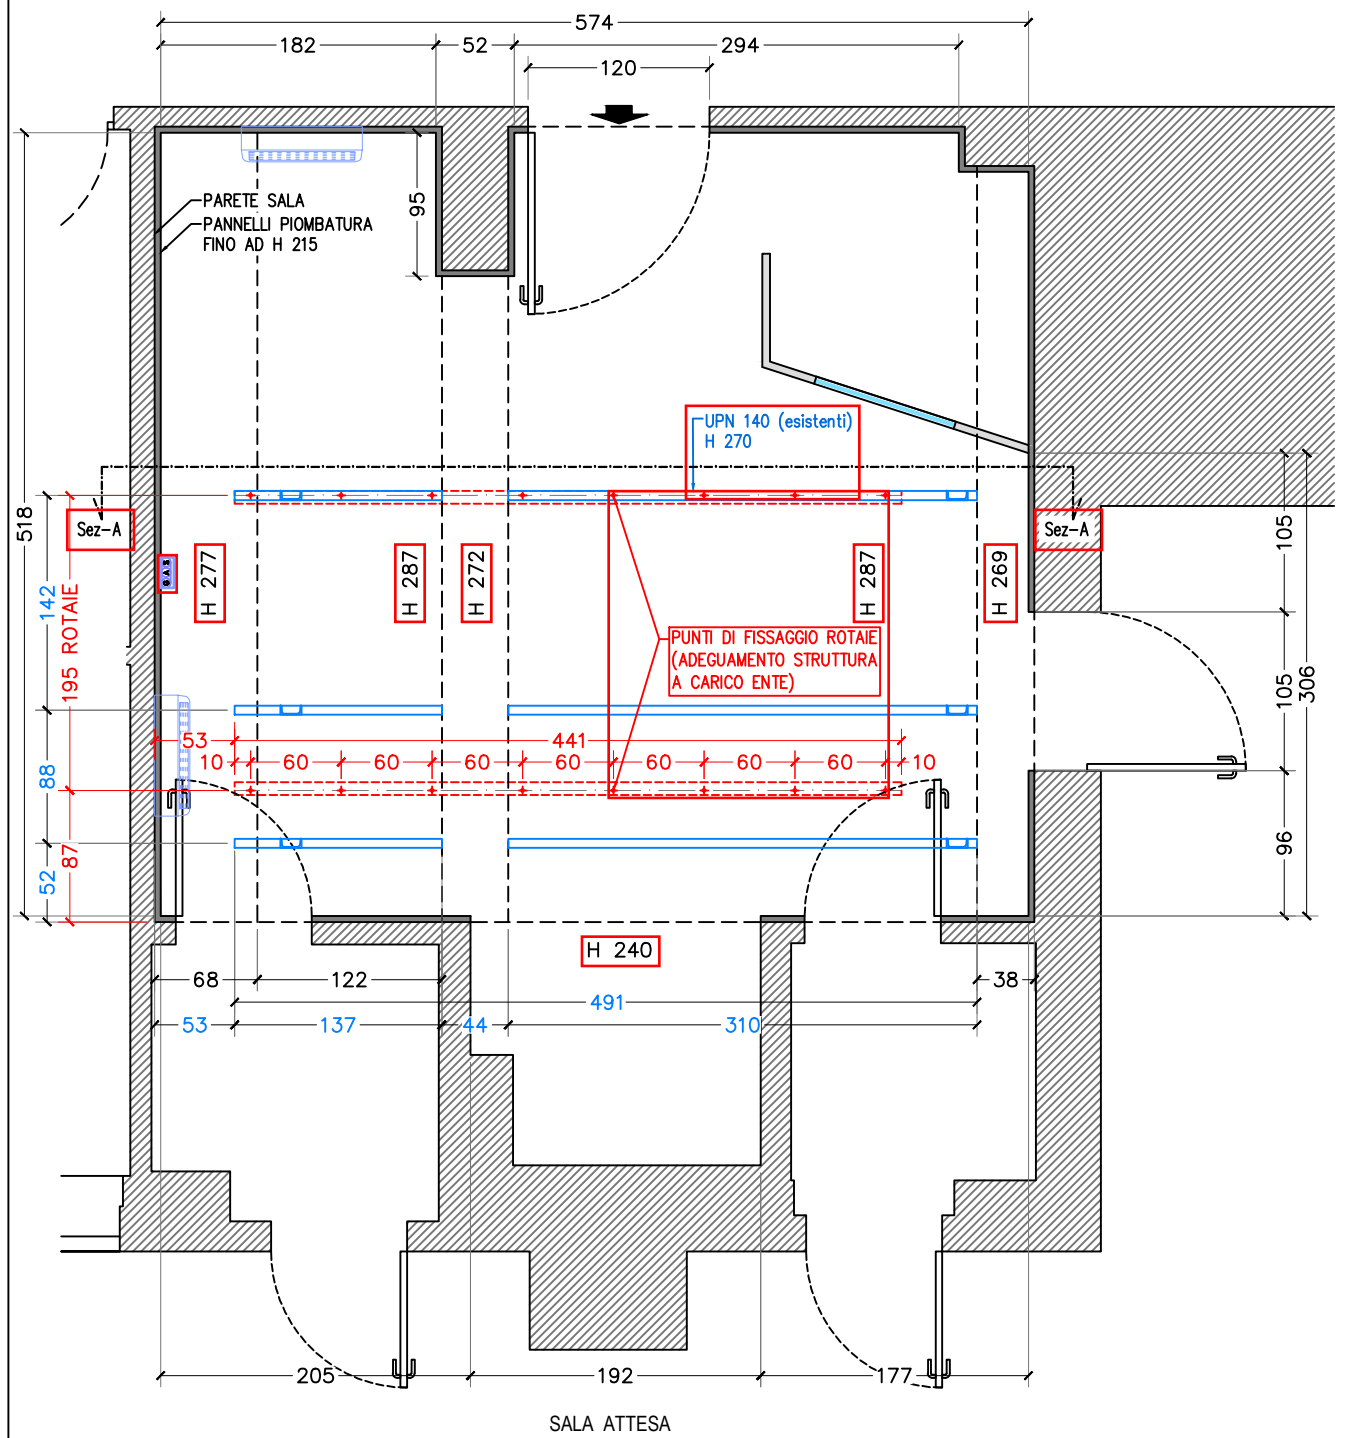 574
182
52
294
120
PARETE SALA
PANNELLI PIOMBATURA
FINO AD H 215
95
UPN 140 (esistenti)
H 270
518
142
195 ROTAIE
88
87
52
Sez-A
GAS
H 277
H 287
H 272
H 287
H 269
Sez-A
105
105
306
96
PUNTI DI FISSAGGIO ROTAIE
(ADEGUAMENTO STRUTTURA
A CARICO ENTE)
53
441
10
60
60
60
60
60
60
60
10
H 240
68
122
38
491
53
137
44
310
205
192
177
SALA ATTESA